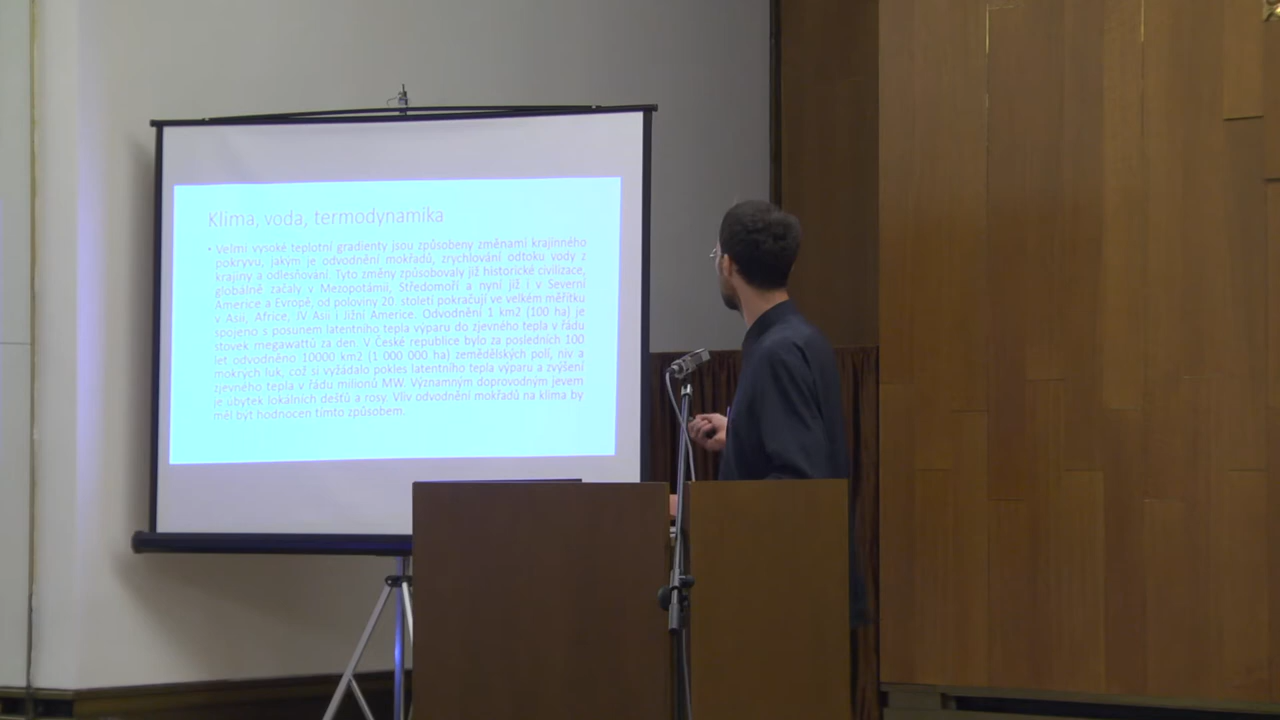 Klima, voda, termodynamika
• Velmi vysoké teplotní gradienty jsou způsobeny změnami krajinného
pokryvu, jakým je odvodnění mokřadů, zrychlování odtoku vody z
krajiny a odlesňování. Tyto změny způsobovaly již historické civilizace,
globálně začaly v Mezopotámii, Středomoří a nyní již i v Severní
Americe a Evropě, od poloviny 20. století pokračují ve velkém měřítku
v Asii, Africe, JV Asii i Jižní Americe. Odvodnění 1 km2 (100 ha) je
spojeno s posunem latentního tepla výparu do zjevného tepla v řádu
stovek megawattů za den. V České republice bylo za posledních 100
let odvodněno 10000 km2 (1 000 000 ha) zemědělských polí, niv a
mokrých luk, což si vyžádalo pokles latentního tepla výparu a zvýšení
zjevného tepla v řádu milionů MW. Významným doprovodným jevem
je ubytek lokálních dešťů a rosy. Vliv odvodnění mokřadů na klima by
měl být hodnocen tímto způsobem.